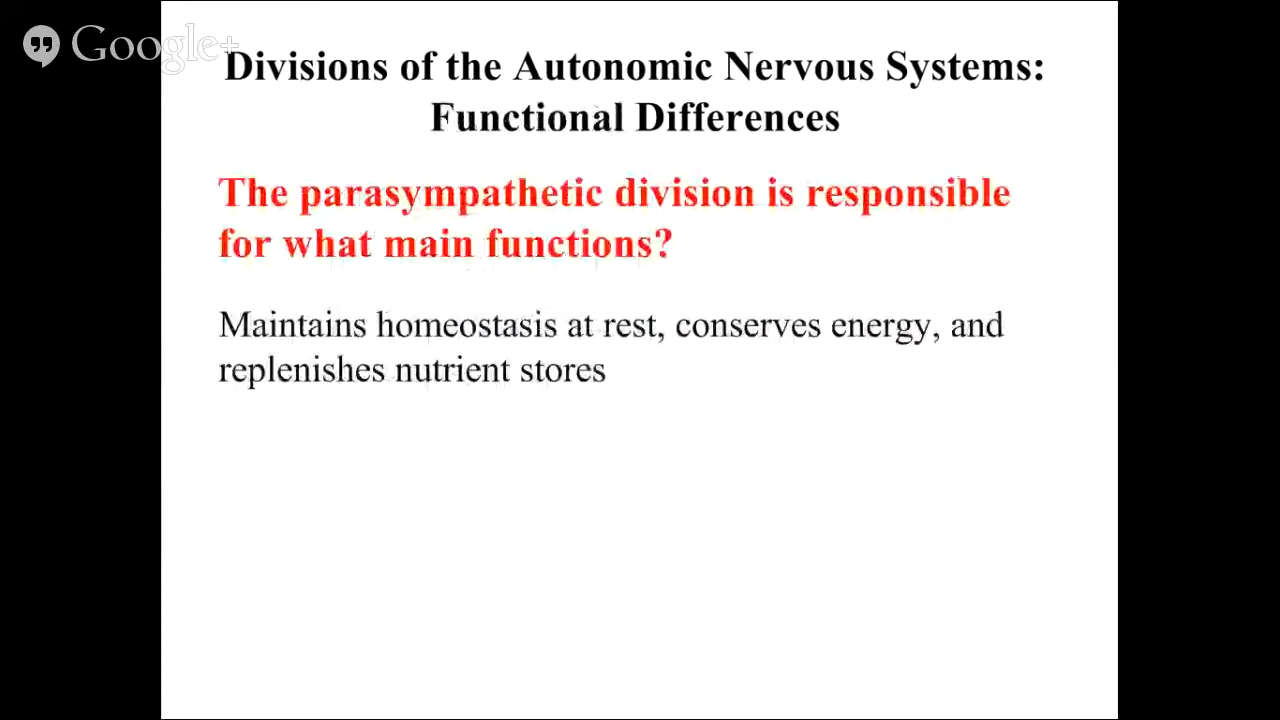 Google+
Divisions of the Autonomic Nervous Systems:
Functional Differences
The parasympathetic division is responsible
for what main functions?
Maintains homeostasis at rest, conserves energy, and
replenishes nutrient stores